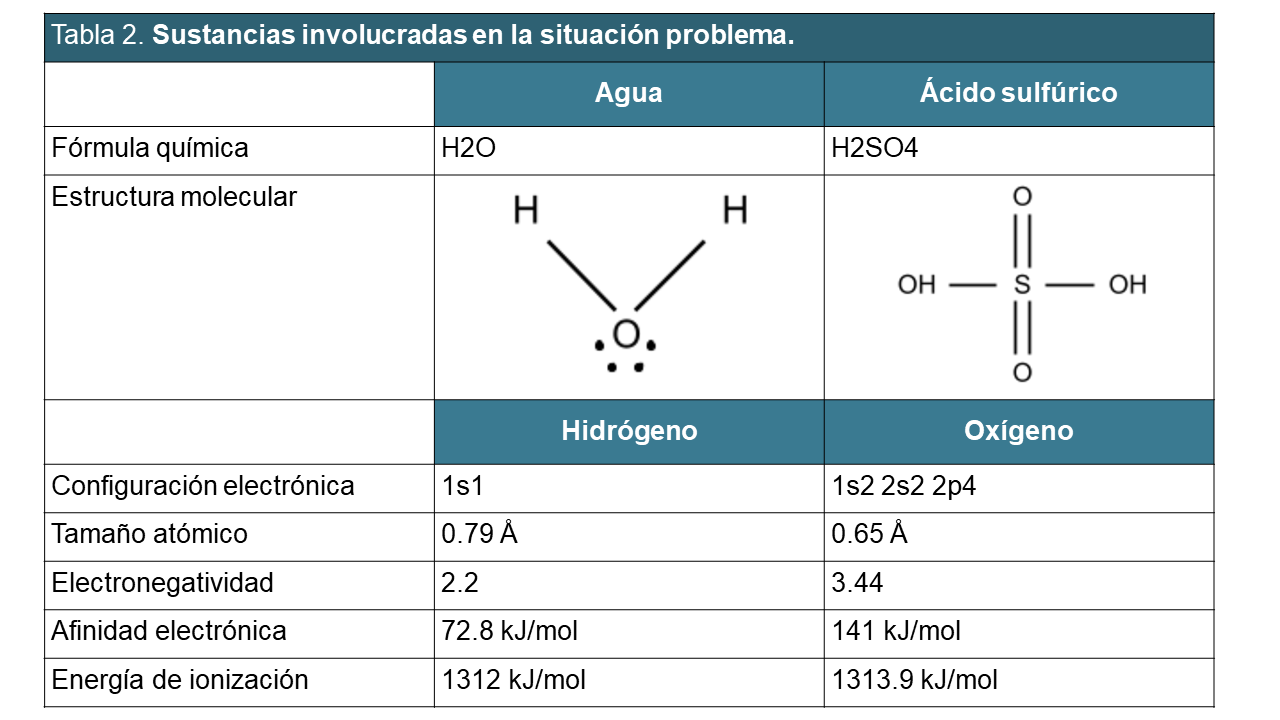 Tabla 2. Sustancias involucradas en la situación problema.
Agua Ácido sulfúrico
Fórmula química H2O H2SO4
Estructura molecular
H H
O
O
OH S OH
O
Hidrógeno Oxígeno
Configuración electrónica 1s1 1s2 2s2 2p4
Tamaño atómico 0.79 Å 0.65 Å
Electronegatividad 2.2 3.44
Afinidad electrónica 72.8 kJ/mol 141 kJ/mol
Energía de ionización 1312 kJ/mol 1313.9 kJ/mol